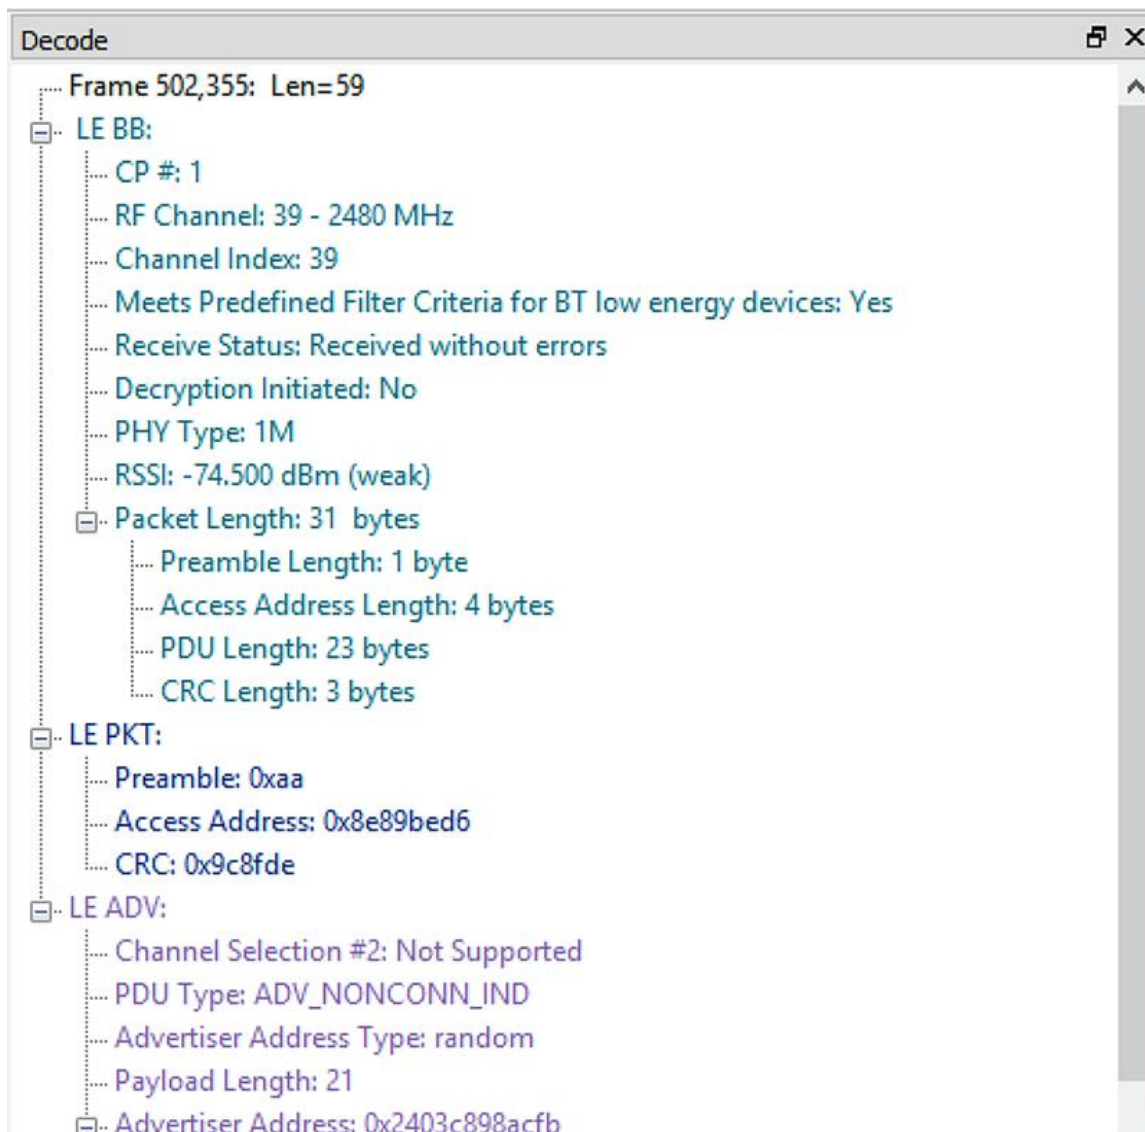 Decode
Frame 502,355: Len=59
LE BB:
CP #: 1
RF Channel: 39 - 2480 MHz
Channel Index: 39
Meets Predefined Filter Criteria for BT low energy devices: Yes
Receive Status: Received without errors
Decryption Initiated: No
PHY Type: 1M
RSSI: -74.500 dBm (weak)
Packet Length: 31 bytes
Preamble Length: 1 byte
Access Address Length: 4 bytes
PDU Length: 23 bytes
CRC Length: 3 bytes
LE PKT:
Preamble: 0xaa
Access Address: 0x8e89bed6
CRC: 0x9c8fde
LE ADV:
Channel Selection #2: Not Supported
PDU Type: ADV_NONCONN_IND
Advertiser Address Type: random
Payload Length: 21
Advertiser Address: 0x2403c898acfb